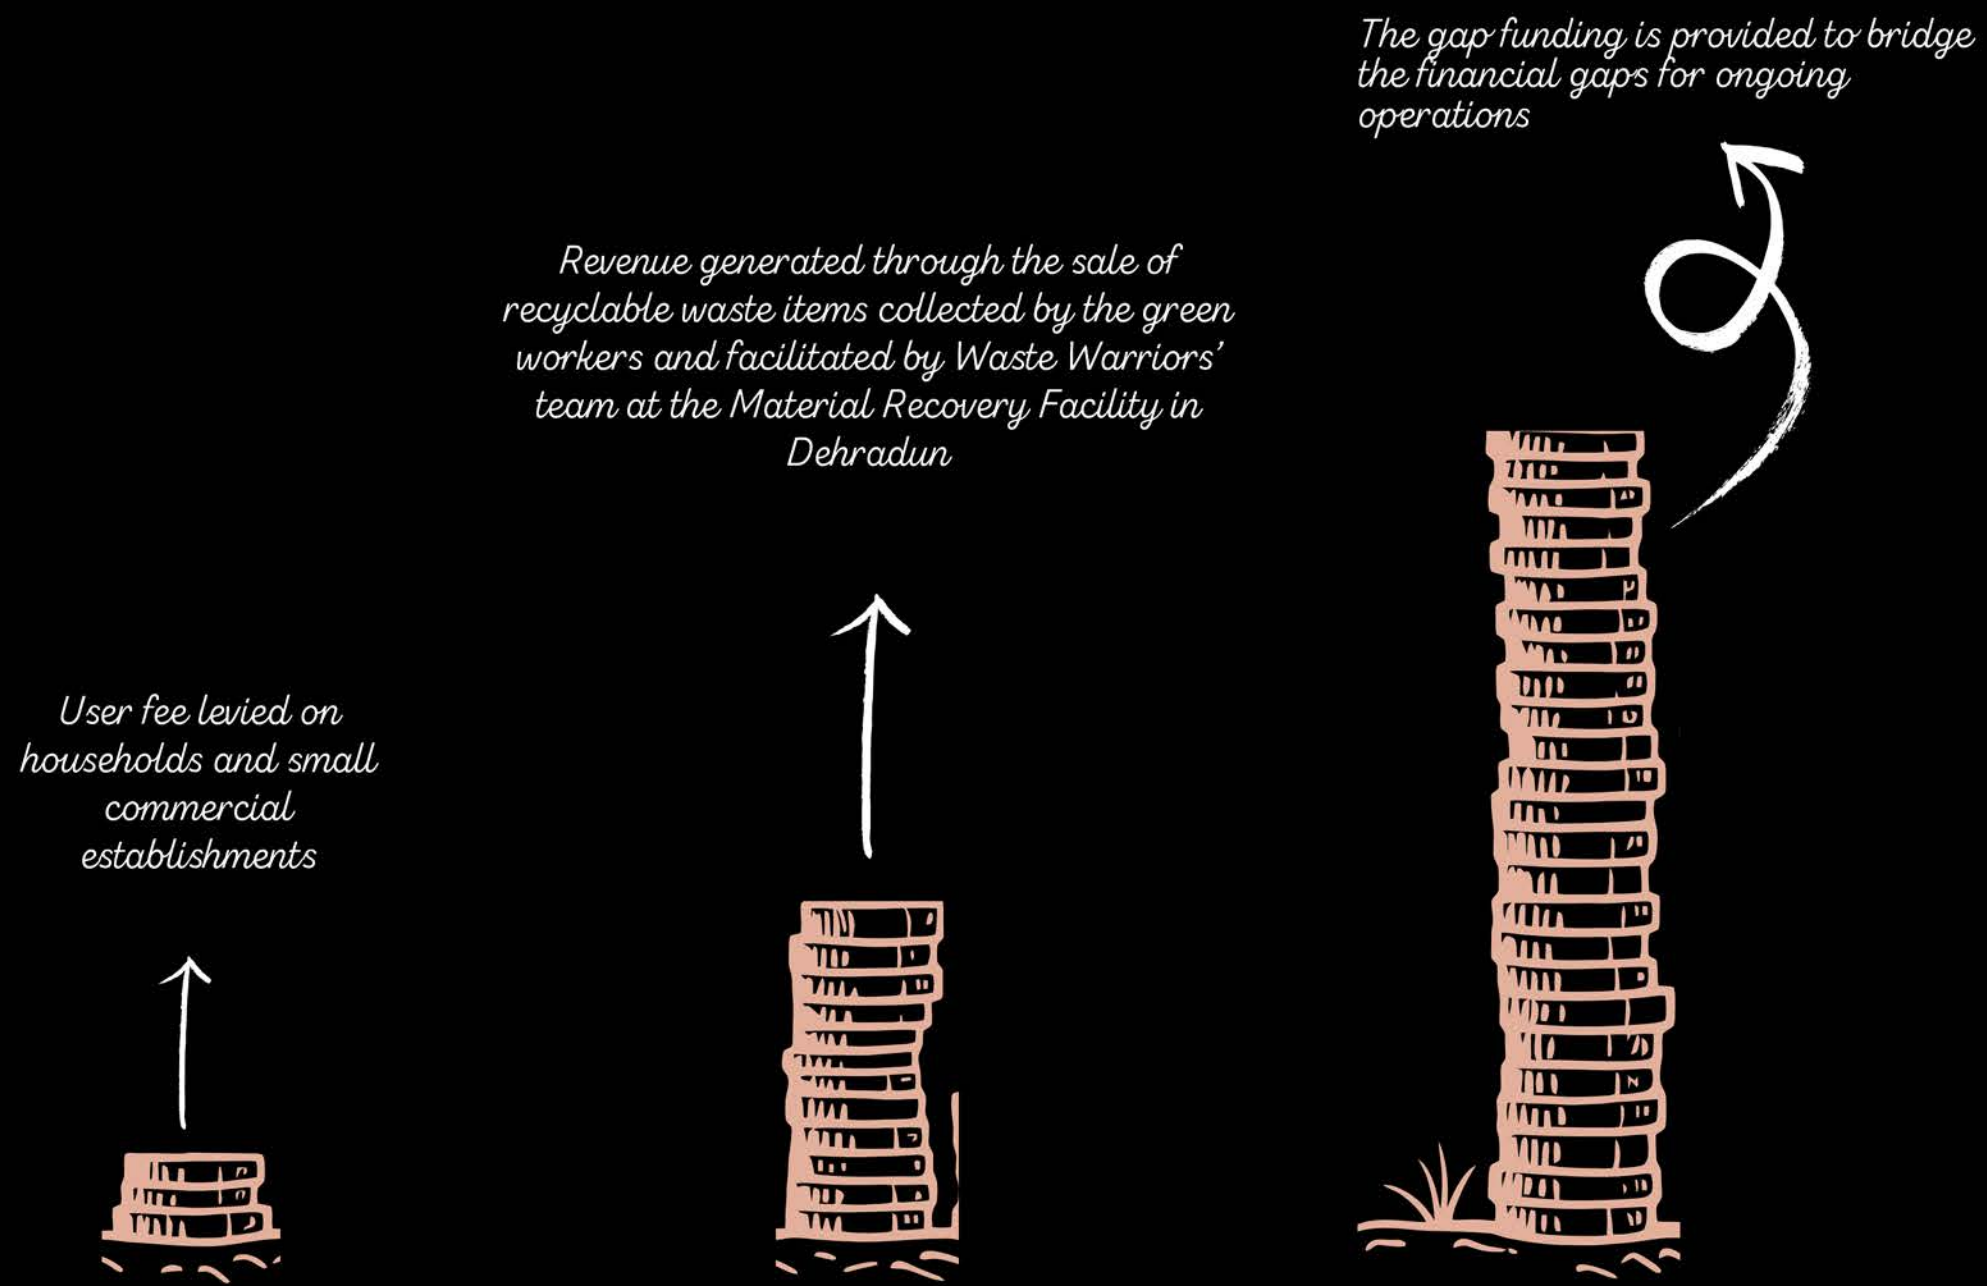 The gap funding is provided to bridge
the financial gaps for ongoing
operations
Revenue generated through the sale of
recyclable waste items collected by the green
workers and facilitated by Waste Warriors'
team at the Material Recovery Facility in
Dehradun
User fee levied on
households and small
commercial
establishments